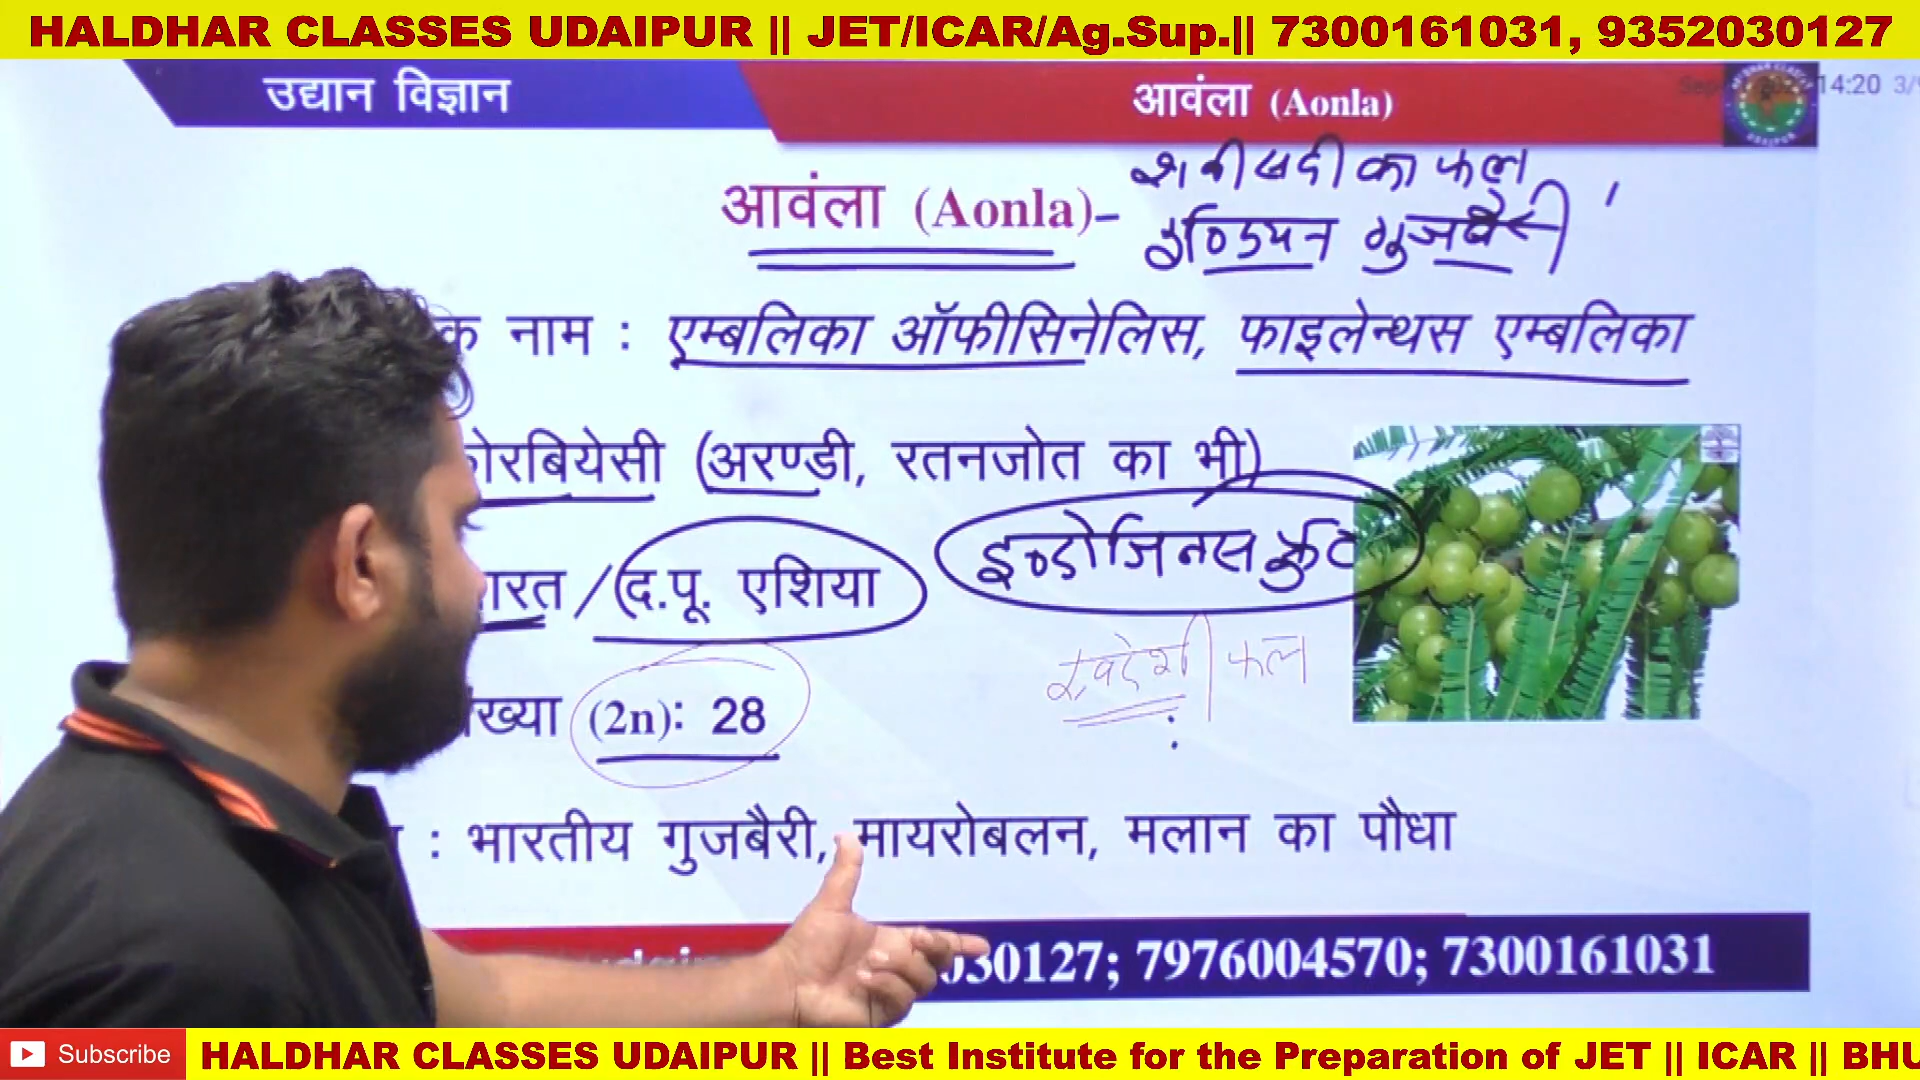 HALDHAR CLASSES UDAIPUR || JET/ICAR/Ag.Sup.|| 7300161031, 9352030127
उद्यान विज्ञान
आवंला (Aonla)
14:20 3/9
आवंला (Aonla)-
का फल
इण्डियन गुजबेरी
क नाम : एम्बलिका ऑफीसिनेलिस, फाइलेन्थस एम्बलिका
ोरबियेसी (अरण्डी, रतनजोत का भी)
इण्डोजिनस फ्रुट
ारत / (द.पू. एशिया
स्वदेशी फल
ंख्या (2n): 28
: भारतीय गुजबैरी, मायरोबलन, मलान का पौधा
030127; 7976004570; 7300161031
Subscribe
HALDHAR CLASSES UDAIPUR || Best Institute for the Preparation of JET || ICAR || BHU